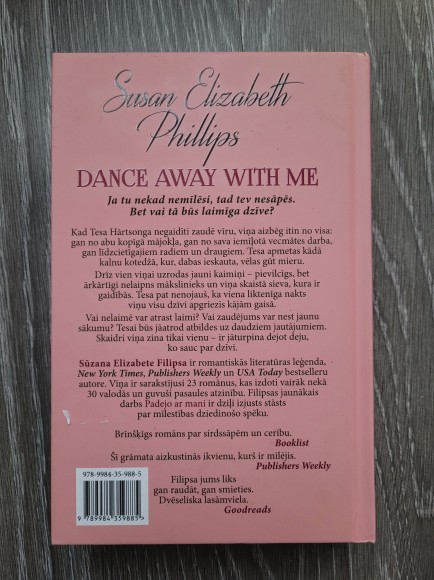 Susan Elizabeth
Phillips
DANCE AWAY WITH ME
Ja tu nekad nemīlēsi, tad tev nesāpēs.
Bet vai tā būs laimīga dzīve?
Kad Tesa Hārtsonga negaidīti zaudē vīru, viņa aizbēg itin no visa:
gan no abu kopīgā mājokļa, gan no sava iemīļotā vecmātes darba,
gan līdzcietīgajiem radiem un draugiem. Tesa apmetas kādā
kalnu kotedžā, kur, dabas ieskauta, vēlas gūt mieru.
Drīz vien viņai uzrodas jauni kaimiņi – pievilcīgs, bet
ārkārtīgi nelaipns mākslinieks un viņa skaistā sieva, kura ir
gaidībās. Tesa pat nenojauš, ka viena liktenīga nakts
viņu visu dzīvi apgriezīs kājām gaisā.
Vai nelaimē var atrast laimi? Vai zaudējums var nest jaunu
sākumu? Tesai būs jāatrod atbildes uz daudziem jautājumiem.
Skaidri viņa zina tikai vienu – ir jāturpina dejot deju,
ko sauc par dzīvi.
Sūzana Elizabete Filipsa ir romantiskās literatūras leģenda,
New York Times, Publishers Weekly un USA Today bestselleru
autore. Viņa ir sarakstījusi 23 romānus, kas izdoti vairāk nekā
30 valodās un guvuši pasaules atzinību. Filipsas jaunākais
darbs Padejo ar mani ir dziļi izjusts stāsts
par mīlestības dziedinošo spēku.
Brīnišķīgs romāns par sirdssāpēm un cerību.
Booklist
Šī grāmata aizkustinās ikvienu, kurš ir mīlējis.
Publishers Weekly
Filipsa jums liks
gan raudāt, gan smieties.
Dvēseliska lasāmviela.
Goodreads
978-9984-35-988-5
9 789984 359885 >